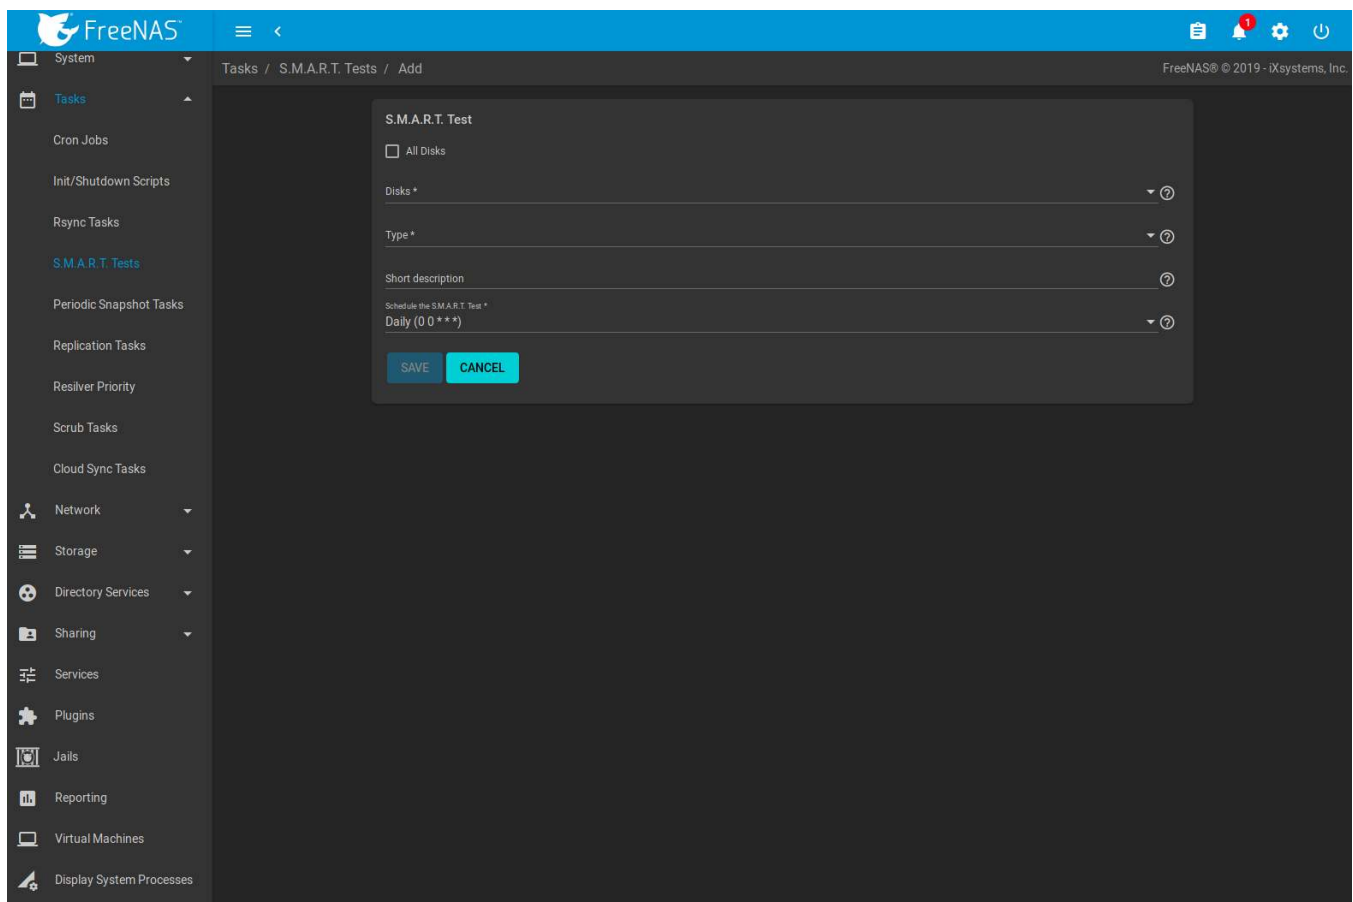 FreeNAS
1
System
Tasks / S.M.A.R.T. Tests / Add
FreeNAS® © 2019 - iXsystems, Inc.
Tasks
Cron Jobs
Init/Shutdown Scripts
Rsync Tasks
S.M.A.R.T. Tests
Periodic Snapshot Tasks
Replication Tasks
Resilver Priority
Scrub Tasks
Cloud Sync Tasks
Network
Storage
Directory Services
Sharing
Services
Plugins
Jails
Reporting
Virtual Machines
Display System Processes
S.M.A.R.T. Test
All Disks
Disks *
Type *
Short description
Schedule the S.M.A.R.T. Test *
Daily (0 0 * * *)
SAVE
CANCEL